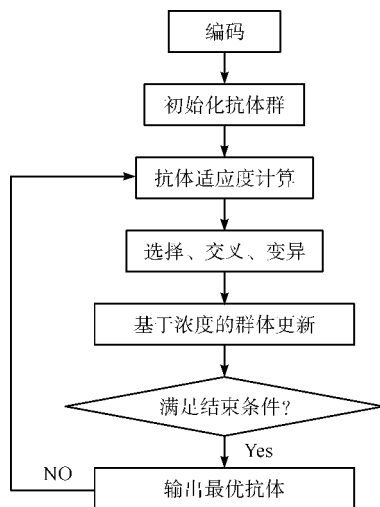 编码
初始化抗体群
抗体适应度计算
选择、交叉、变异
基于浓度的群体更新
满足结束条件?
Yes
NO
输出最优抗体